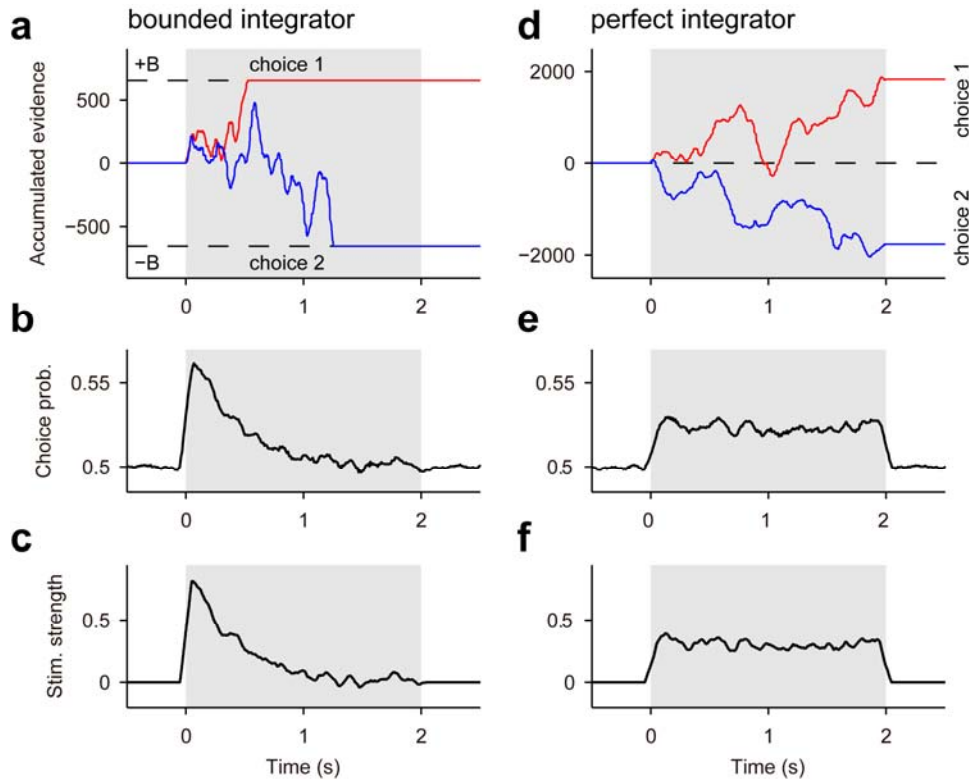 bounded integrator
perfect integrator
a
+B
choice 1
500
0
−500
−B
choice 2
Accumulated evidence
0
1
2
d
2000
0
−2000
choice 1
choice 2
0
1
2
b
0.55
0.5
Choice prob.
0
1
2
e
0.55
0.5
0
1
2
c
0.5
0
Stim. strength
0
1
2
Time (s)
f
0.5
0
0
1
2
Time (s)